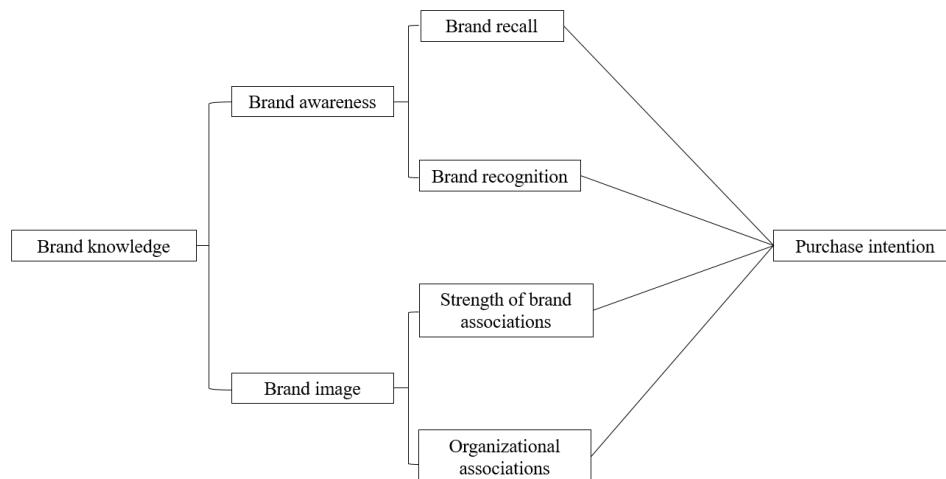 Brand recall
Brand awareness
Brand recognition
Brand knowledge
Purchase intention
Strength of brand
associations
Brand image
Organizational
associations